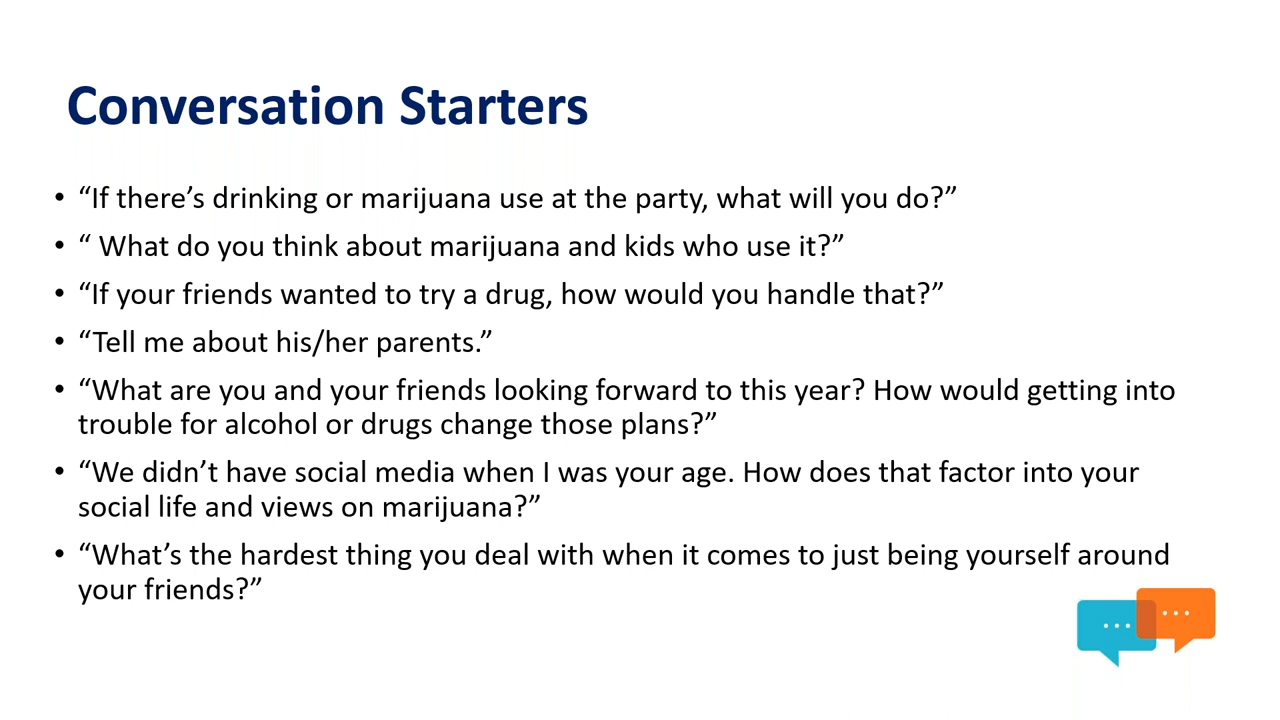 Conversation Starters
• “If there’s drinking or marijuana use at the party, what will you do?”
• “ What do you think about marijuana and kids who use it?”
• “If your friends wanted to try a drug, how would you handle that?”
• “Tell me about his/her parents.”
• “What are you and your friends looking forward to this year? How would getting into
trouble for alcohol or drugs change those plans?”
• “We didn’t have social media when I was your age. How does that factor into your
social life and views on marijuana?”
• “What’s the hardest thing you deal with when it comes to just being yourself around
your friends?”